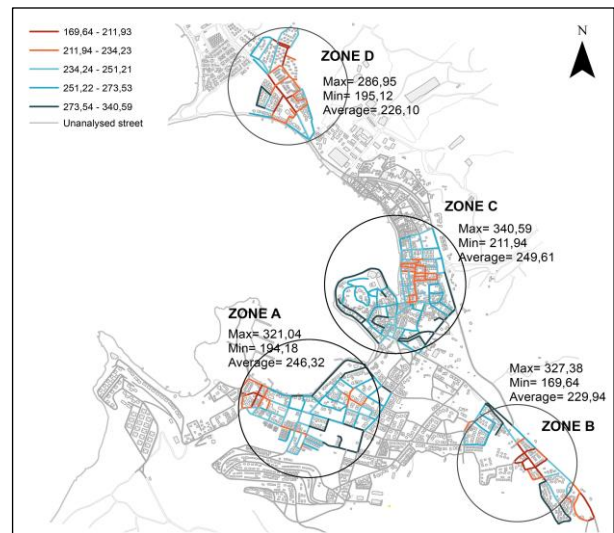 169,64 - 211,93
211,94 - 234,23
234,24 - 251,21
251,22 - 273,53
273,54 - 340,59
Unanalysed street
N
ZONE D
Max= 286,95
Min= 195,12
Average= 226,10
ZONE C
Max= 340,59
Min= 211,94
Average= 249,61
ZONE A
Max= 321,04
Min= 194,18
Average= 246,32
Max= 327,38
Min= 169,64
Average= 229,94
ZONE B